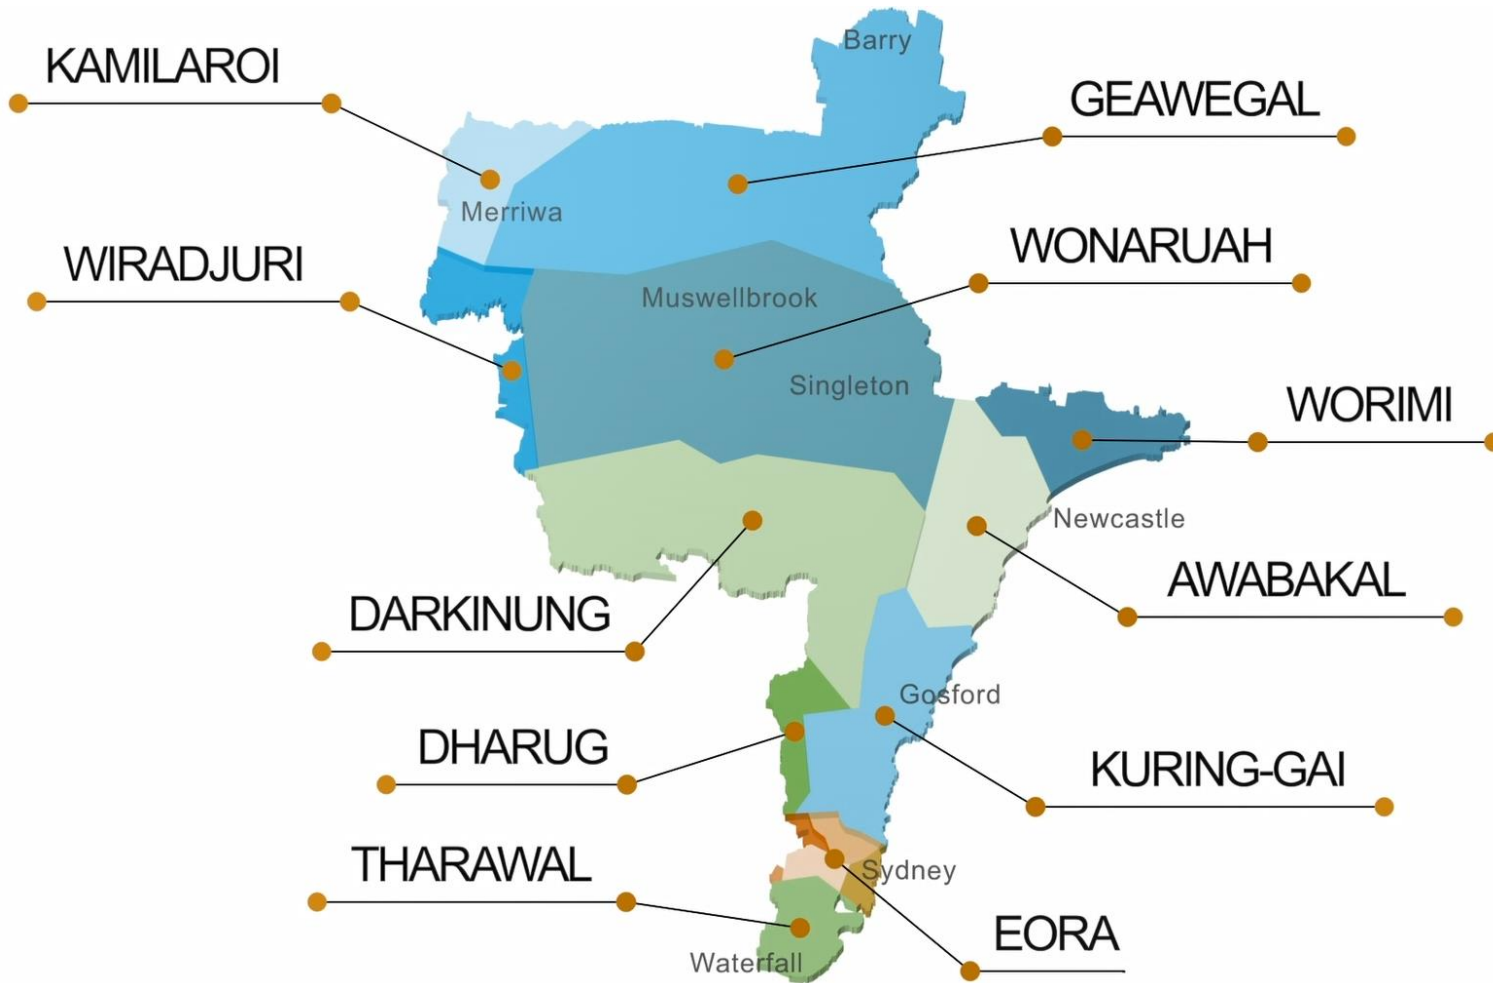 Barry
KAMILAROI
GEAWEGAL
Merriwa
WONARUAH
WIRADJURI
Muswellbrook
Singleton
WORIMI
Newcastle
AWABAKAL
DARKINUNG
Gosford
DHARUG
KURING-GAI
THARAWAL
Sydney
EORA
Waterfall